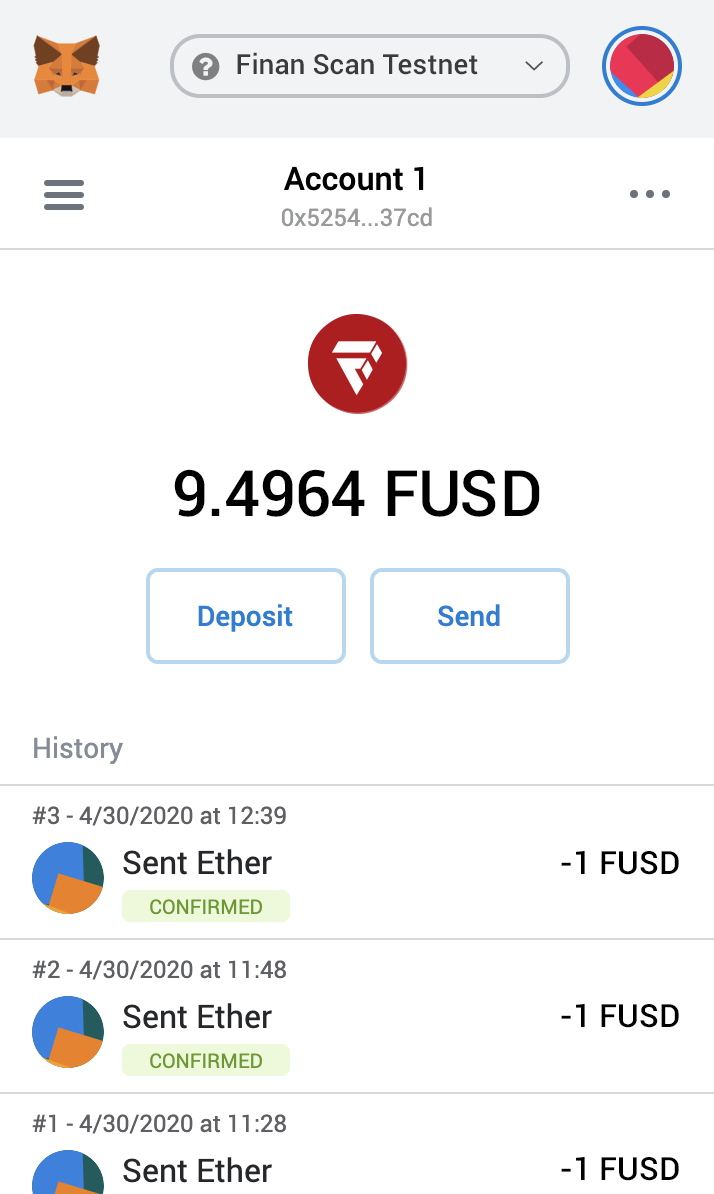 Finan Scan Testnet
Account 1
0x5254...37cd
9.4964 FUSD
Deposit
Send
History
#3 - 4/30/2020 at 12:39
Sent Ether
-1 FUSD
CONFIRMED
#2 - 4/30/2020 at 11:48
Sent Ether
-1 FUSD
CONFIRMED
#1 - 4/30/2020 at 11:28
Sent Ether
-1 FUSD